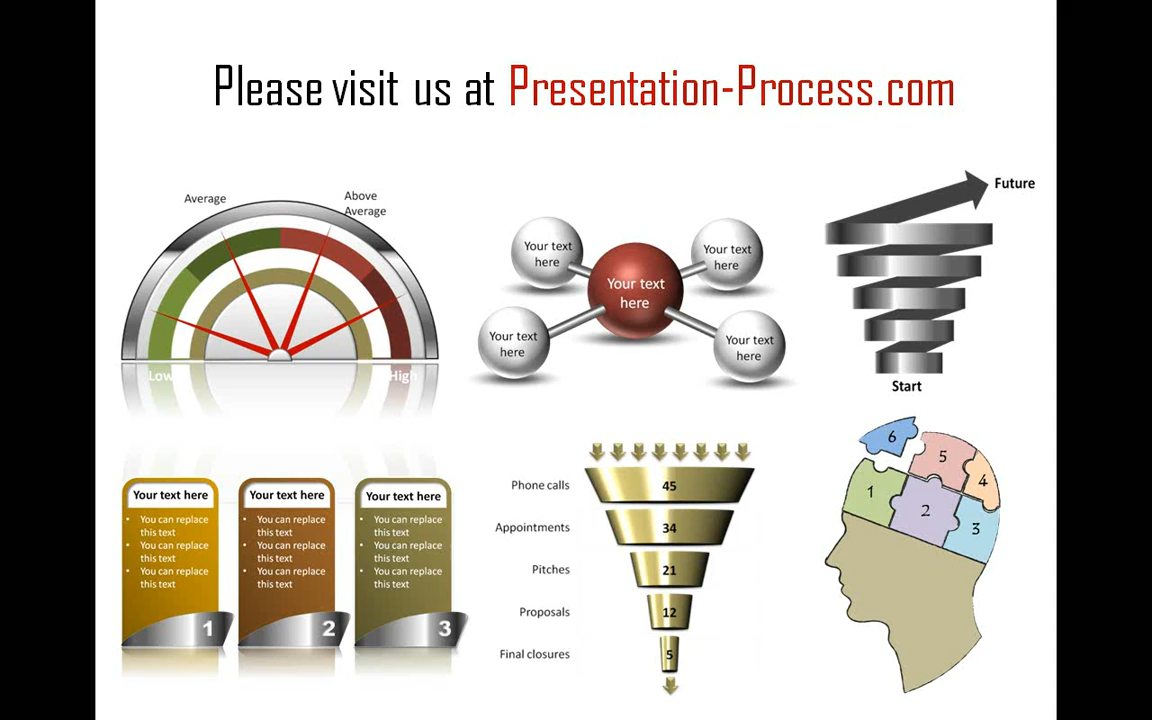 Please visit us at Presentation-Process.com
Average
Above
Average
Low
High
Your text
here
Your text
here
Your text
here
Your text
here
Your text
here
Future
Start
Your text here
You can replace
this text
You can replace
this text
You can replace
this text
1
Your text here
You can replace
this text
You can replace
this text
You can replace
this text
2
Your text here
You can replace
this text
You can replace
this text
You can replace
this text
3
Phone calls 45
Appointments 34
Pitches 21
Proposals 12
Final closures 5
6
5
4
1
2
3